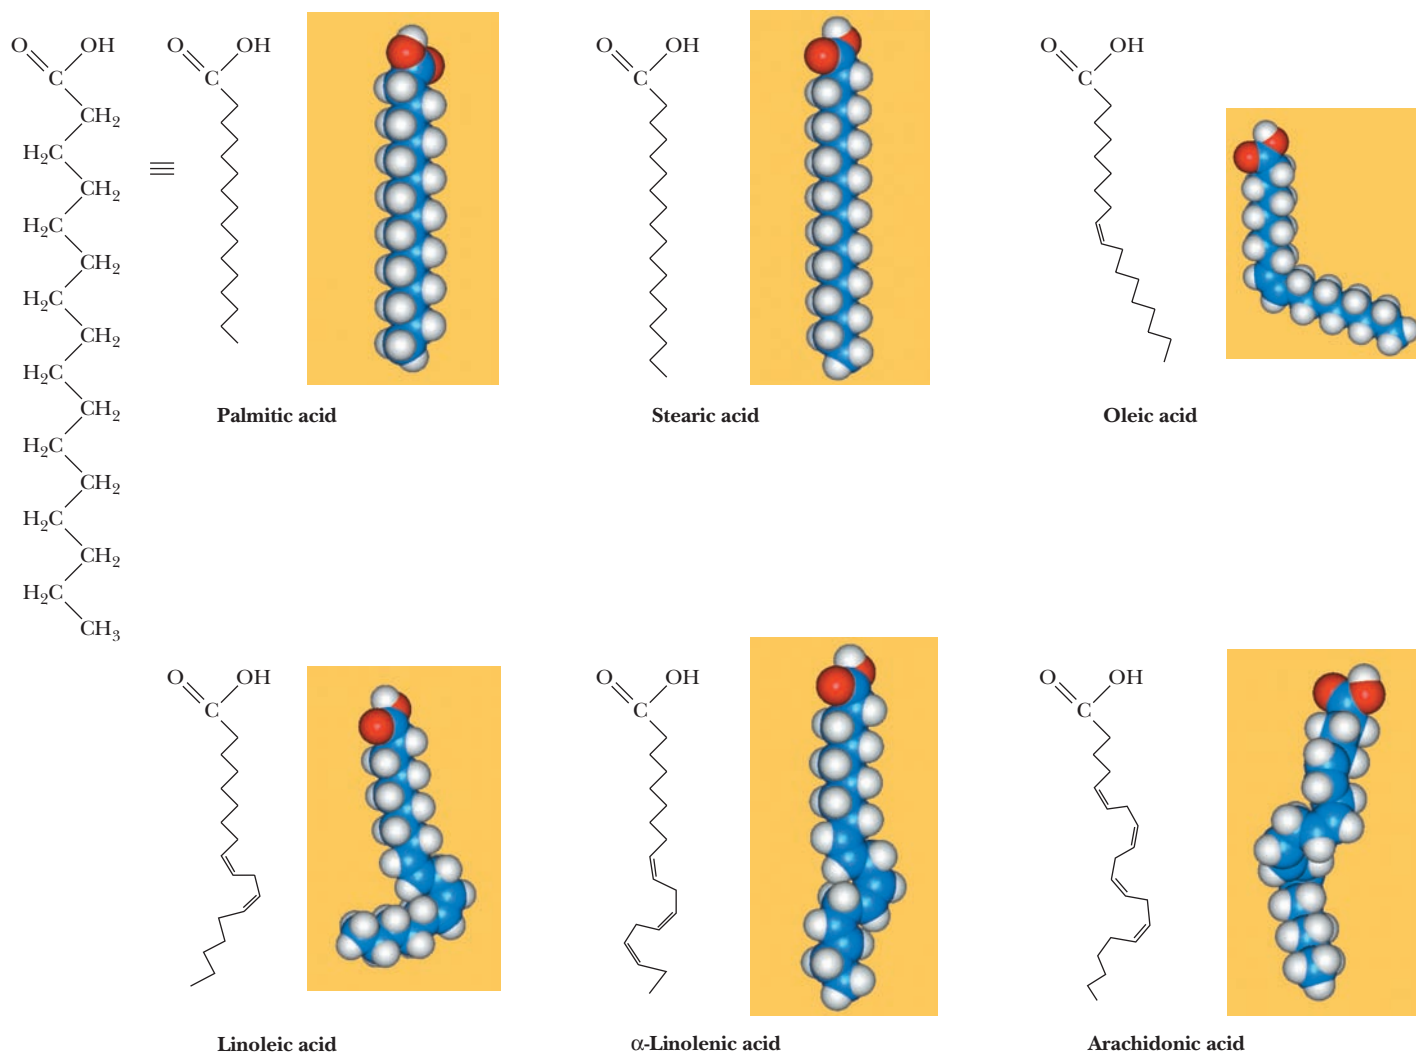 O OH
C
CH₂
H₂C
CH₂
H₂C
CH₂
H₂C
CH₂
H₂C
CH₂
H₂C
CH₂
H₂C
CH₂
H₂C
CH₃
O OH
C
Palmitic acid
O OH
C
Stearic acid
O OH
C
Oleic acid
O OH
C
Linoleic acid
O OH
C
α-Linolenic acid
O OH
C
Arachidonic acid